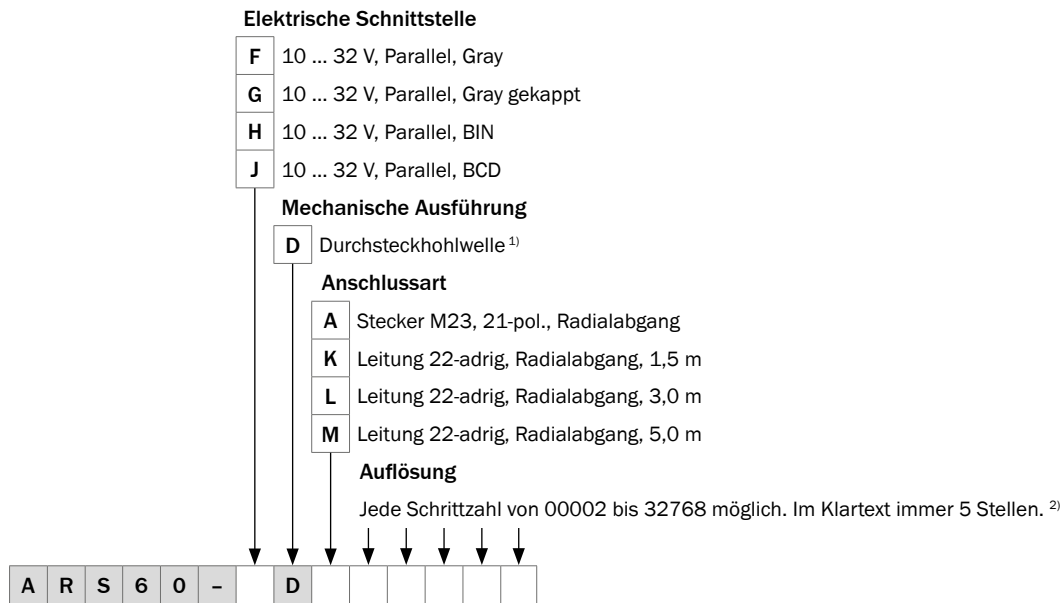 Elektrische Schnittstelle
F 10 ... 32 V, Parallel, Gray
G 10 ... 32 V, Parallel, Gray gekappt
H 10 ... 32 V, Parallel, BIN
J 10 ... 32 V, Parallel, BCD
Mechanische Ausführung
D Durchsteckhohlwelle 1)
Anschlussart
A Stecker M23, 21-pol., Radialabgang
K Leitung 22-adrig, Radialabgang, 1,5 m
L Leitung 22-adrig, Radialabgang, 3,0 m
M Leitung 22-adrig, Radialabgang, 5,0 m
Auflösung
Jede Schrittzahl von 00002 bis 32768 möglich. Im Klartext immer 5 Stellen. 2)
A R S 6 0 – D